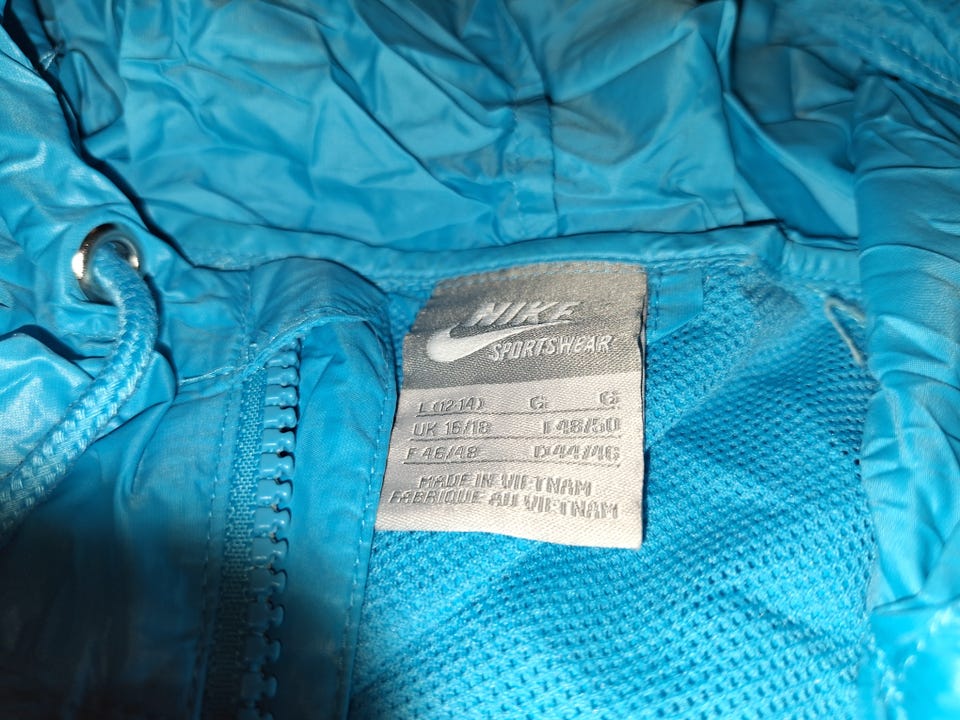 NIKE
SPORTSWEAR
L (12-14) G G
UK 16/18 I 48/50
F 46/48 D 44/46
MADE IN VIETNAM
FABRIQUE AU VIETNAM